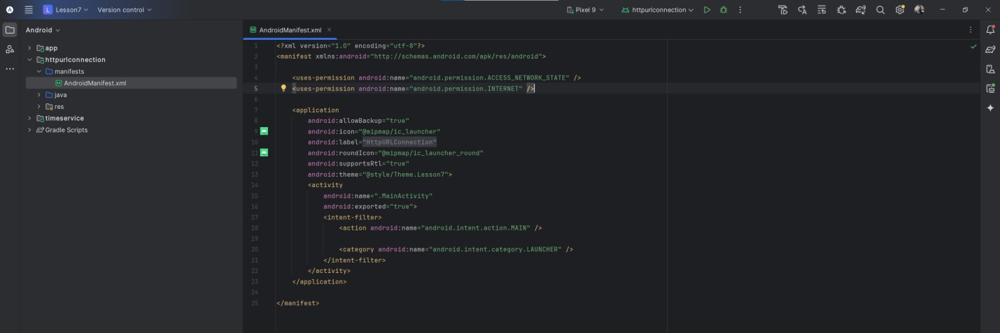 L Lesson7 Version control Pixel 9 httpurlconnection
Android
app
httpurlconnection
manifests
AndroidManifest.xml
java
res
timeservice
Gradle Scripts
AndroidManifest.xml
1 <?xml version="1.0" encoding="utf-8"?>
2 <manifest xmlns:android="http://schemas.android.com/apk/res/android">
3
4 <uses-permission android:name="android.permission.ACCESS_NETWORK_STATE" />
5 <uses-permission android:name="android.permission.INTERNET" />
6
7 <application
8 android:allowBackup="true"
9 android:icon="@mipmap/ic_launcher"
10 android:label="HttpURLConnection"
11 android:roundIcon="@mipmap/ic_launcher_round"
12 android:supportsRtl="true"
13 android:theme="@style/Theme.Lesson7">
14 <activity
15 android:name=".MainActivity"
16 android:exported="true">
17 <intent-filter>
18 <action android:name="android.intent.action.MAIN" />
19
20 <category android:name="android.intent.category.LAUNCHER" />
21 </intent-filter>
22 </activity>
23 </application>
24
25 </manifest>